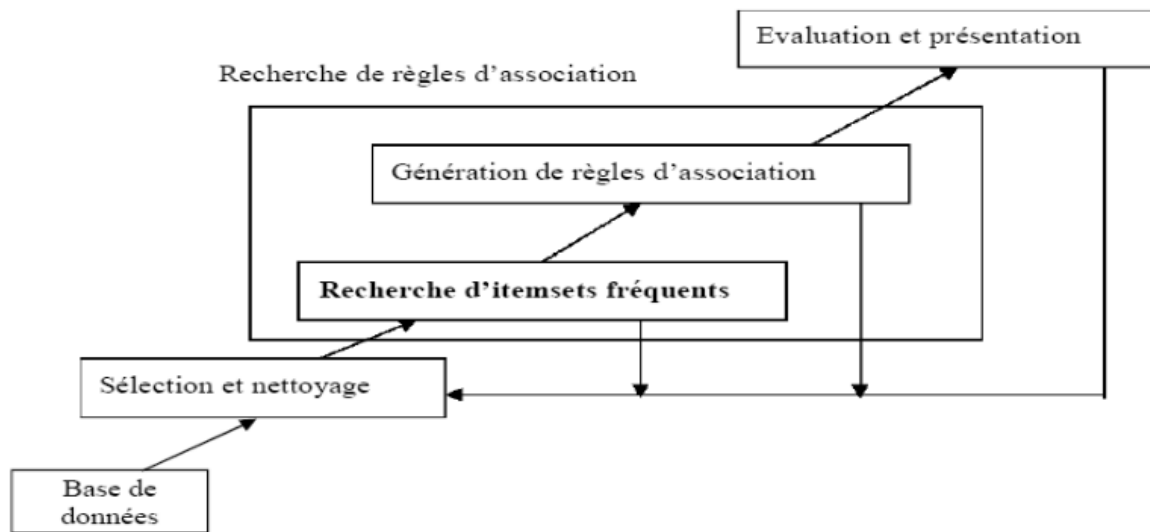 Evaluation et présentation
Recherche de règles d’association
Génération de règles d’association
Recherche d’itemsets fréquents
Sélection et nettoyage
Base de
données